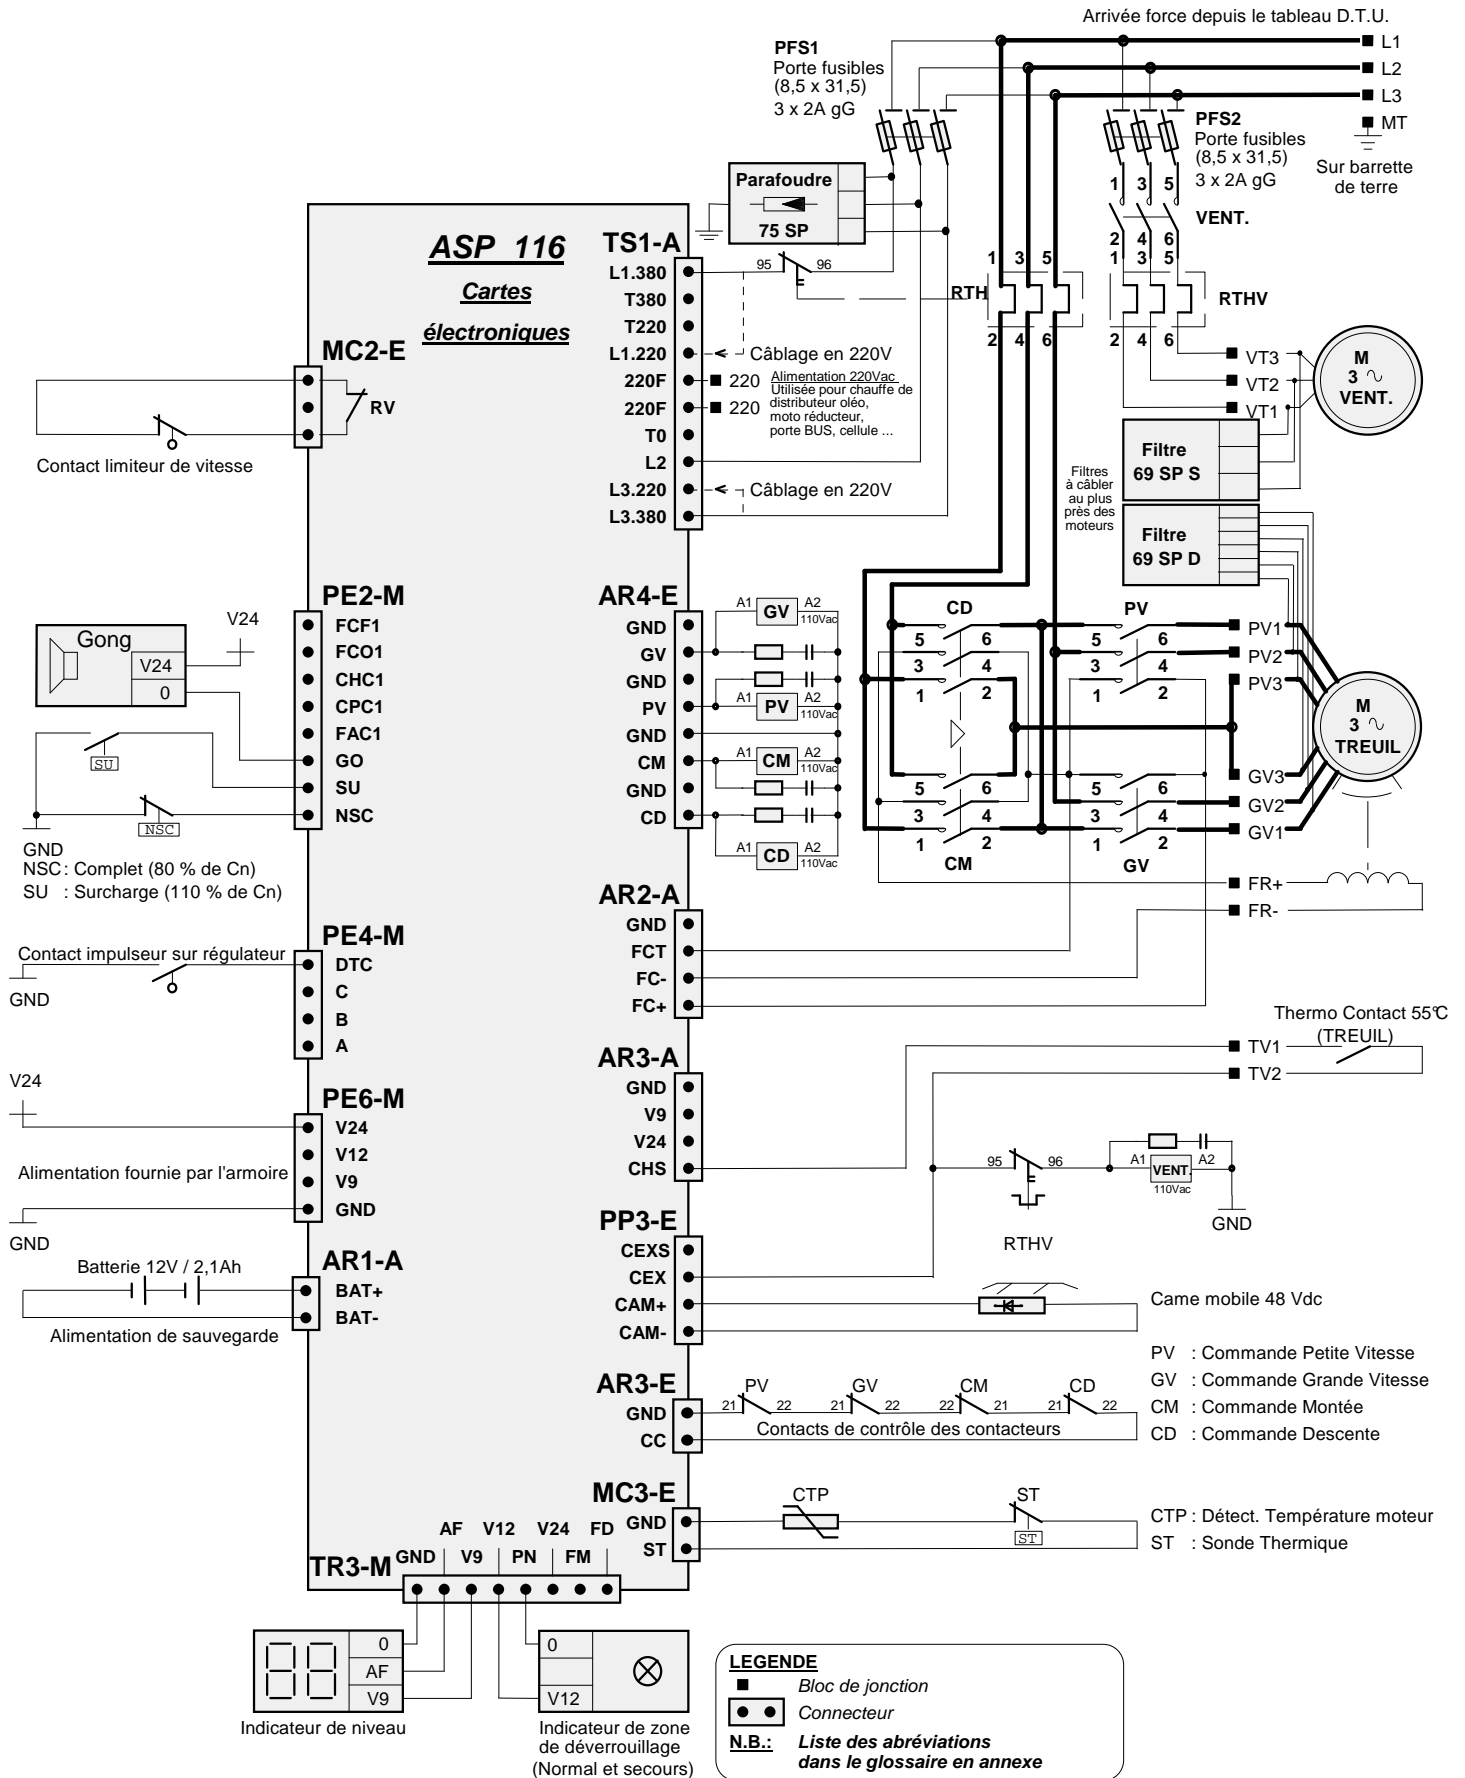 Arrivée force depuis le tableau D.T.U.
L1
L2
L3
MT
Sur barrette
de terre
PFS1
Porte fusibles
(8,5 x 31,5)
3 x 2A gG
PFS2
Porte fusibles
(8,5 x 31,5)
3 x 2A gG
1 3 5
VENT.
2 4 6
Parafoudre
75 SP
95 96
1 3 5
RTH
2 4 6
1 3 5
RTHV
2 4 6
VT3
VT2
VT1
M
3
VENT.
Filtre
69 SP S
Filtres
à câbler
au plus
près des
moteurs
Filtre
69 SP D
ASP 116
Cartes
électroniques
TS1-A
L1.380
T380
T220
L1.220
Câblage en 220V
220F
220
Alimentation 220Vac
Utilisée pour chauffe de
distributeur oléo,
moto réducteur,
porte BUS, cellule ...
220F
220
T0
L2
L3.220
Câblage en 220V
L3.380
MC2-E
RV
Contact limiteur de vitesse
PE2-M
FCF1
FCO1
CHC1
CPC1
FAC1
GO
SU
NSC
V24
Gong
V24
0
SU
NSC
GND
NSC : Complet (80 % de Cn)
SU : Surcharge (110 % de Cn)
AR4-E
GND
GV
GND
PV
GND
CM
GND
CD
A1 GV A2
110Vac
A1 PV A2
110Vac
A1 CM A2
110Vac
A1 CD A2
110Vac
CD
5 6
3 4
1 2
5 6
3 4
1 2
CM
PV
5 6
3 4
1 2
5 6
3 4
1 2
GV
PV1
PV2
PV3
M
3
TREUIL
GV3
GV2
GV1
FR+
FR-
AR2-A
GND
FCT
FC-
FC+
PE4-M
Contact impulseur sur régulateur
DTC
C
B
A
GND
AR3-A
GND
V9
V24
CHS
Thermo Contact 55°C
(TREUIL)
TV1
TV2
V24
PE6-M
V24
V12
V9
GND
Alimentation fournie par l'armoire
GND
95 96
RTHV
A1 VENT. A2
110Vac
GND
PP3-E
CEXS
CEX
CAM+
CAM-
Came mobile 48 Vdc
AR1-A
BAT+
BAT-
Batterie 12V / 2,1Ah
Alimentation de sauvegarde
PV : Commande Petite Vitesse
GV : Commande Grande Vitesse
CM : Commande Montée
CD : Commande Descente
AR3-E
GND
CC
PV GV CM CD
21 22 21 22 22 21 21 22
Contacts de contrôle des contacteurs
MC3-E
GND
ST
CTP
ST
ST
CTP : Détect. Température moteur
ST : Sonde Thermique
TR3-M
AF V12 V24 FD
GND V9 PN FM
0
AF
V9
Indicateur de niveau
0
V12
Indicateur de zone
de déverrouillage
(Normal et secours)
LEGENDE
Bloc de jonction
Connecteur
N.B.: Liste des abréviations
dans le glossaire en annexe